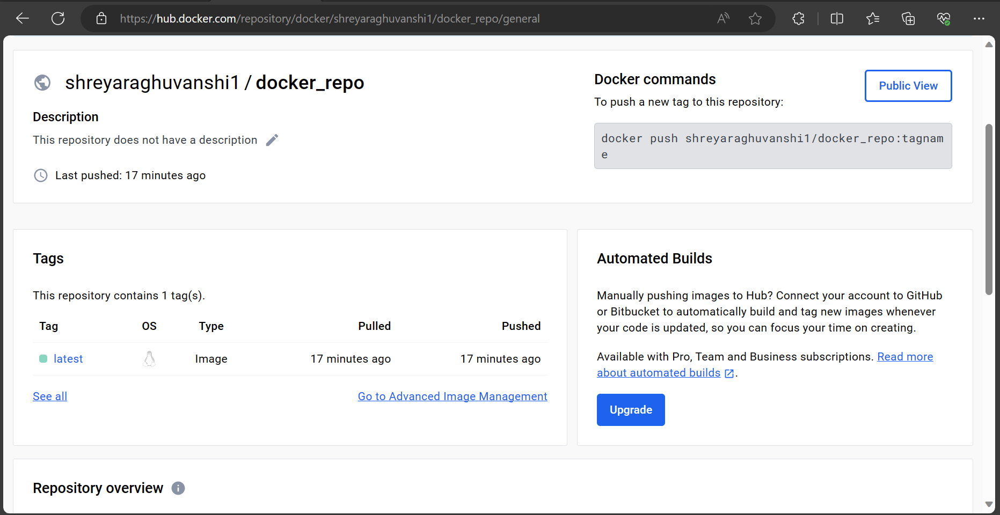 https://hub.docker.com/repository/docker/shreyaraghuvanshi1/docker_repo/general
shreyaraghuvanshi1 / docker_repo
Description
This repository does not have a description
Last pushed: 17 minutes ago
Docker commands
Public View
To push a new tag to this repository:
docker push shreyaraghuvanshi1/docker_repo:tagnam
e
Tags
This repository contains 1 tag(s).
Tag OS Type Pulled Pushed
latest Image 17 minutes ago 17 minutes ago
See all Go to Advanced Image Management
Automated Builds
Manually pushing images to Hub? Connect your account to GitHub
or Bitbucket to automatically build and tag new images whenever
your code is updated, so you can focus your time on creating.
Available with Pro, Team and Business subscriptions. Read more
about automated builds .
Upgrade
Repository overview